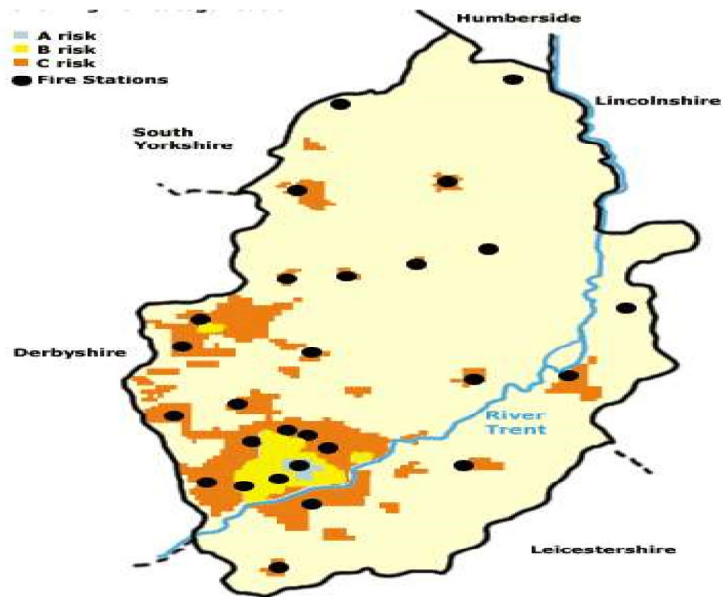 Humberside
A risk
B risk
C risk
Fire Stations
Lincolnshire
South
Yorkshire
Derbyshire
River
Trent
Leicestershire